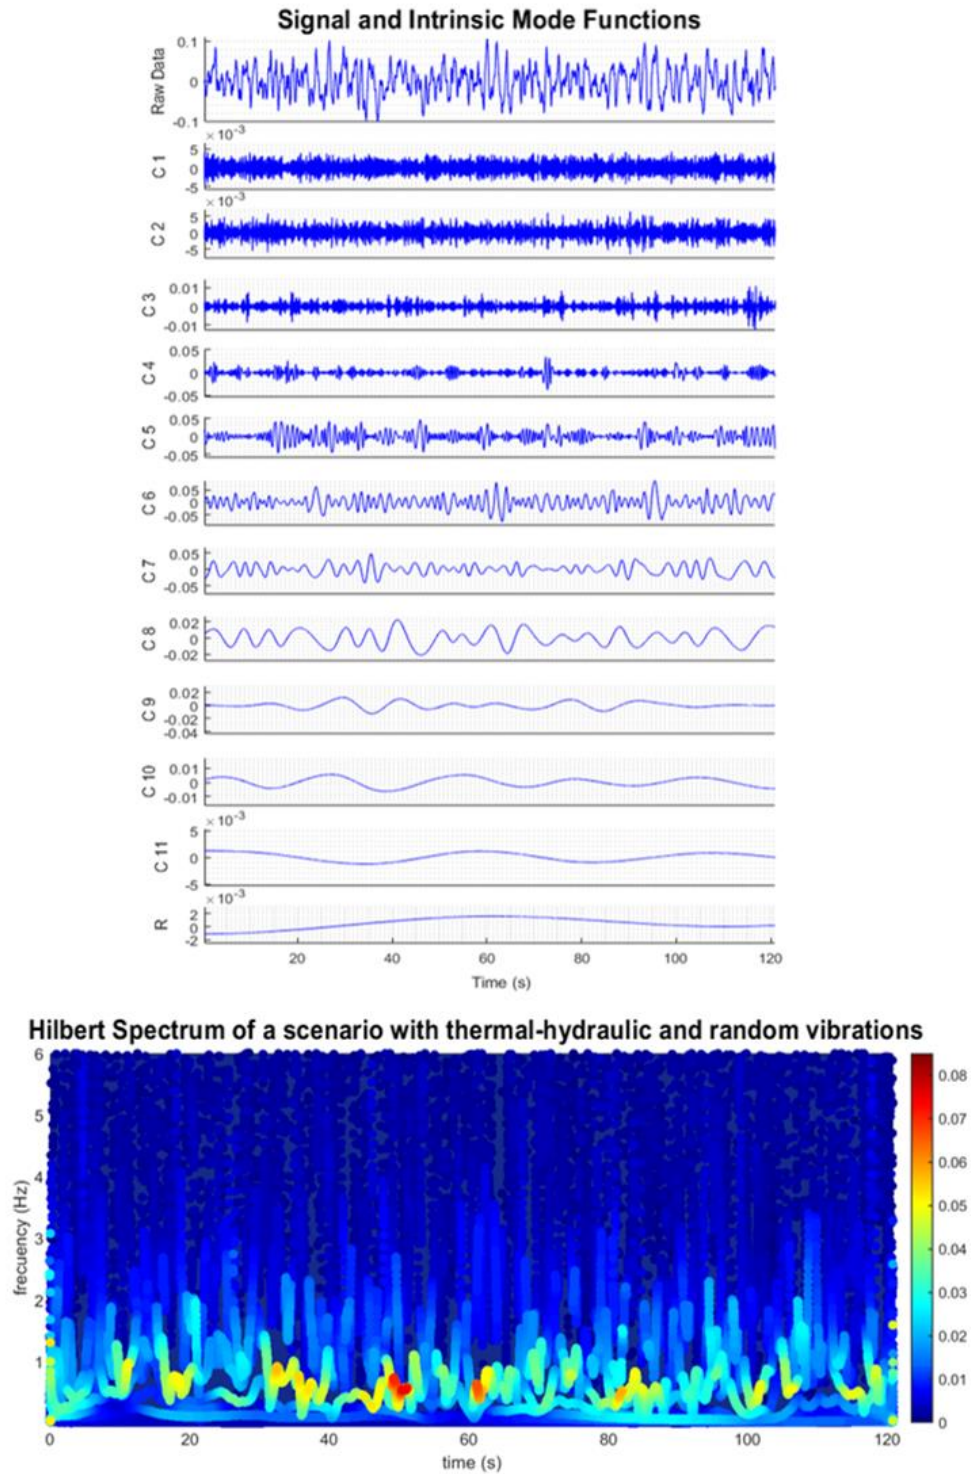 Signal and Intrinsic Mode Functions
Raw Data
0.1
0
-0.1
×10⁻³
C 1
5
0
-5
×10⁻³
C 2
5
0
-5
C 3
0.01
0
-0.01
C 4
0.05
0
-0.05
C 5
0.05
0
-0.05
C 6
0.05
0
-0.05
C 7
0.05
0
-0.05
C 8
0.02
0
-0.02
C 9
0.02
0
-0.02
-0.04
C 10
0.01
0
-0.01
×10⁻³
C 11
5
0
-5
×10⁻³
R
2
0
-2
20 40 60 80 100 120
Time (s)
Hilbert Spectrum of a scenario with thermal-hydraulic and random vibrations
frecuency (Hz)
6
5
4
3
2
1
0 20 40 60 80 100 120
time (s)
0.08
0.07
0.06
0.05
0.04
0.03
0.02
0.01
0